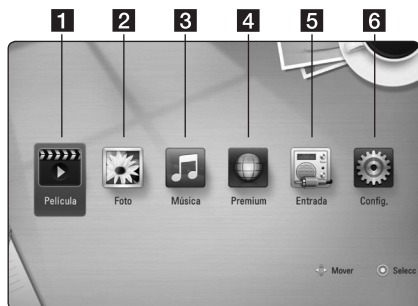 1 2 3 4 5 6
Película Foto Música Premium Entrada Config.
Mover Selecc